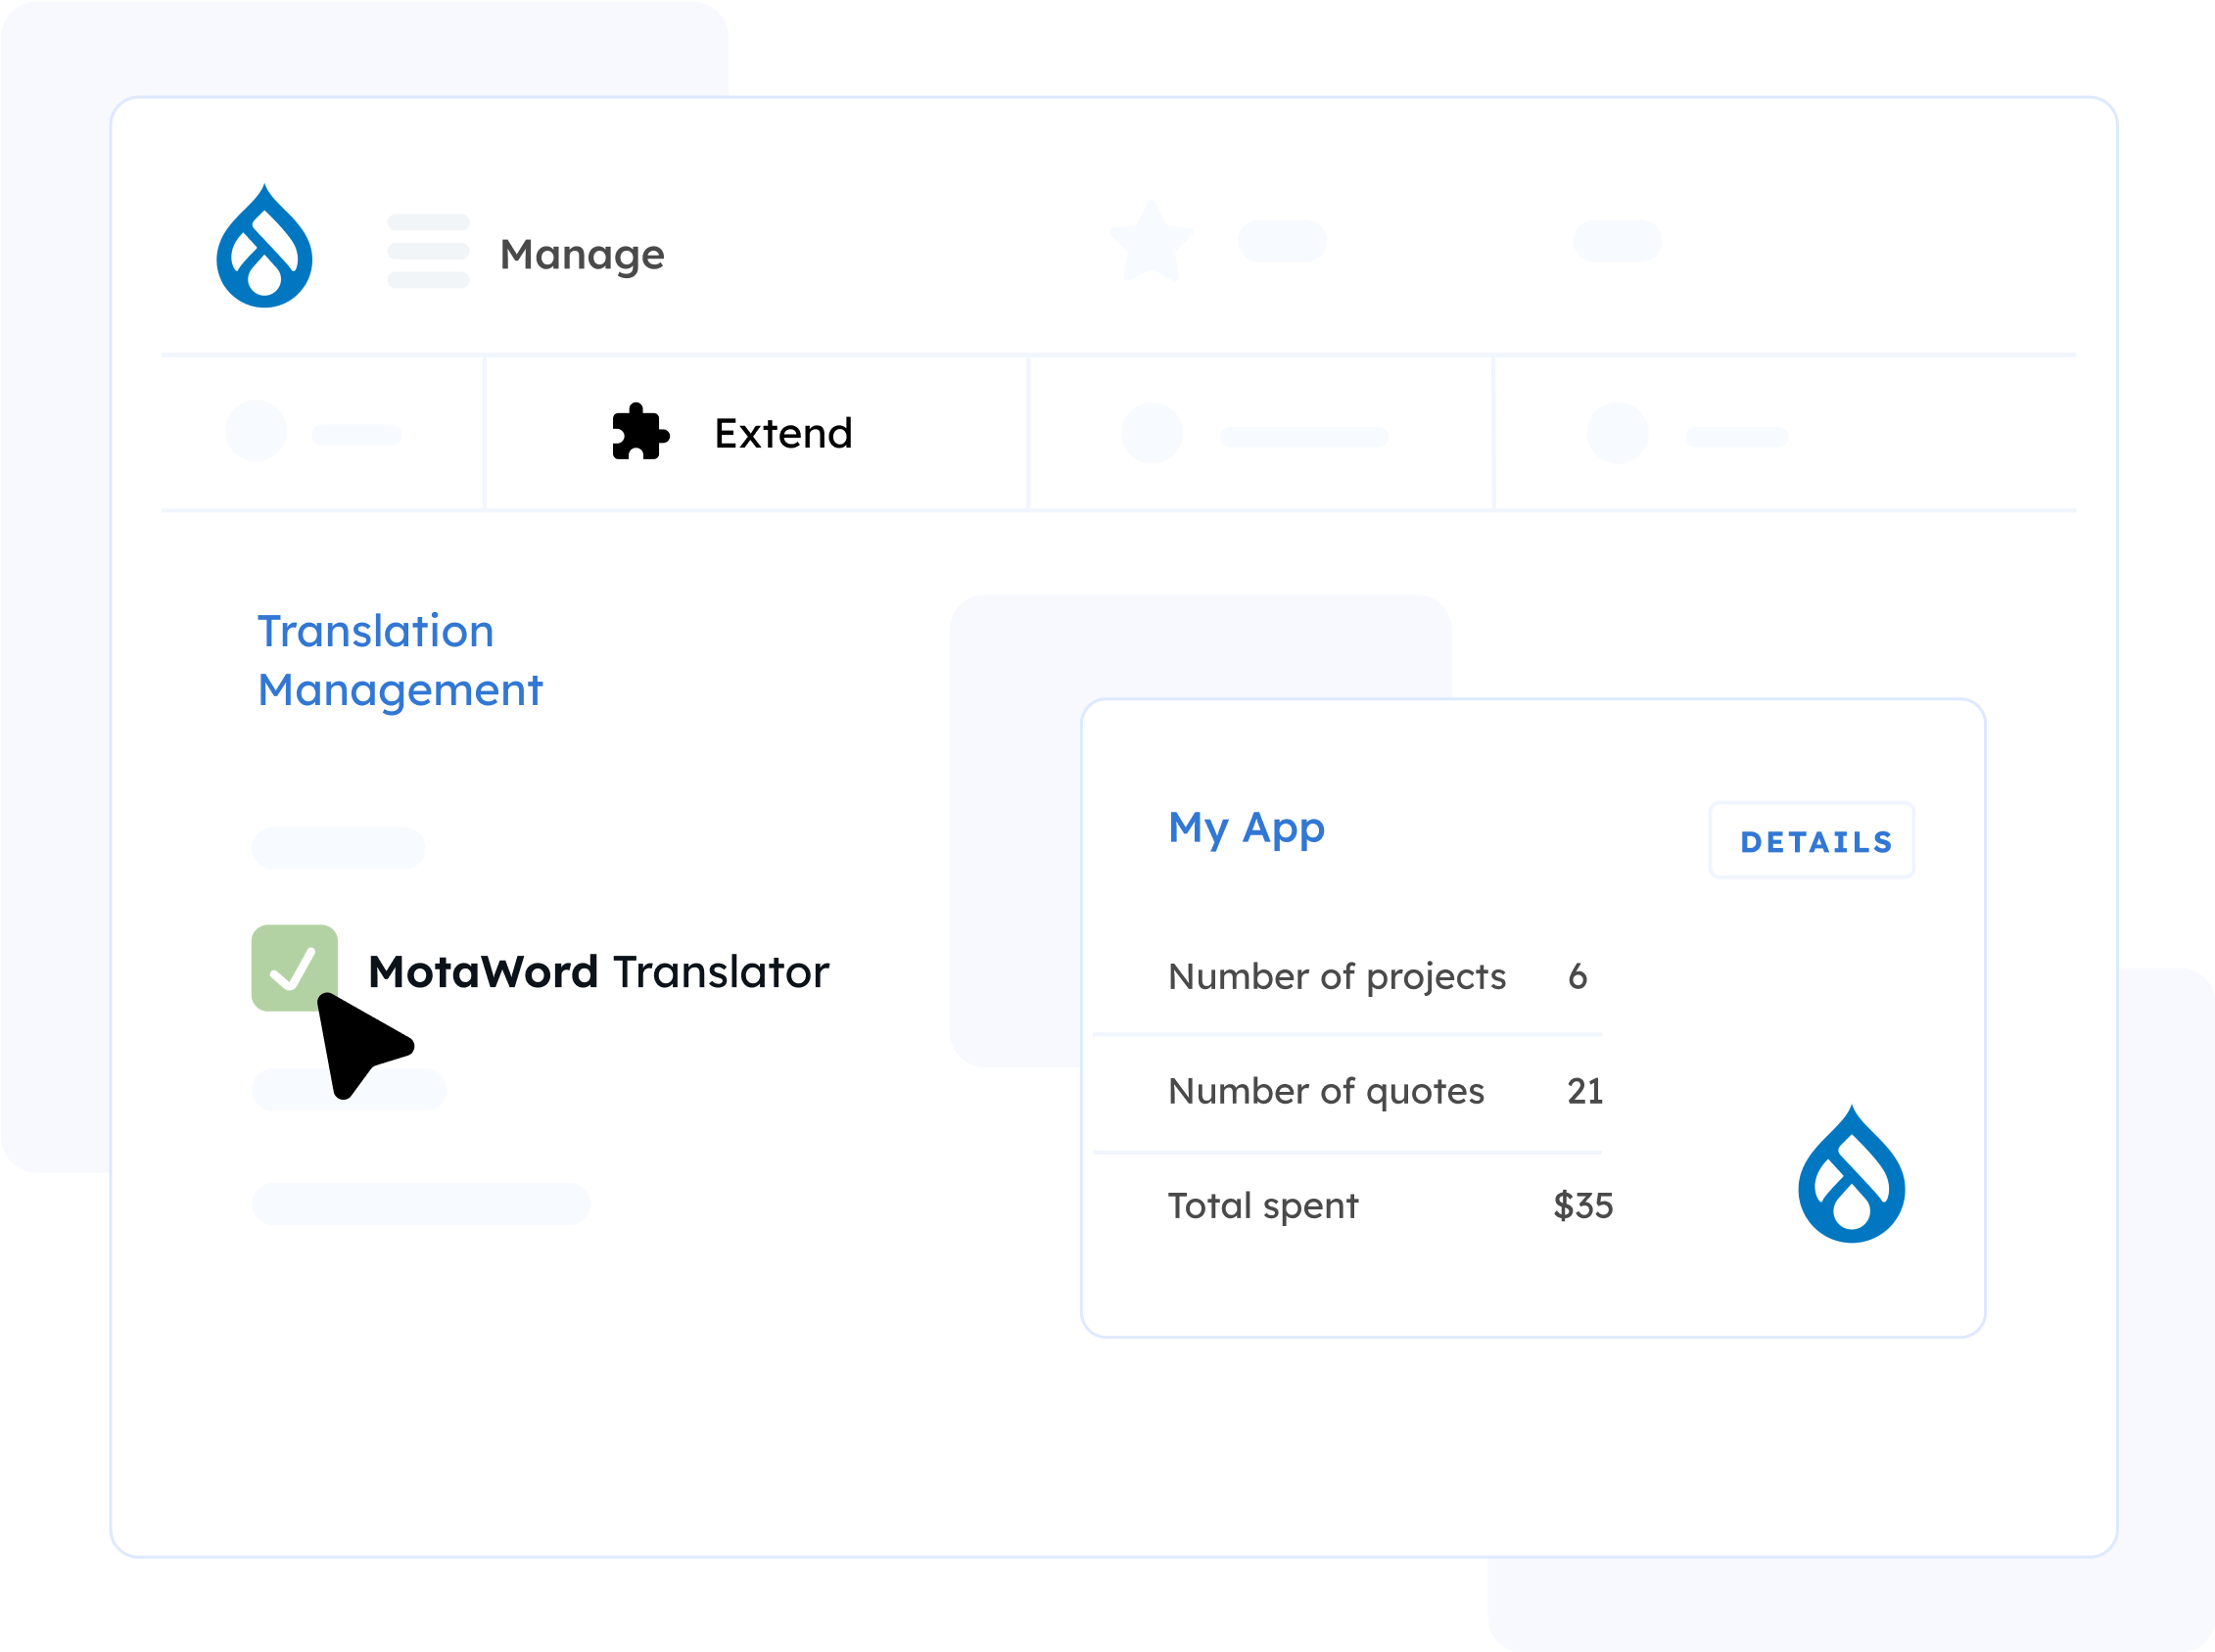 Manage
Extend
Translation
Management
MotaWord Translator
My App
DETAILS
Number of projects 6
Number of quotes 21
Total spent $35